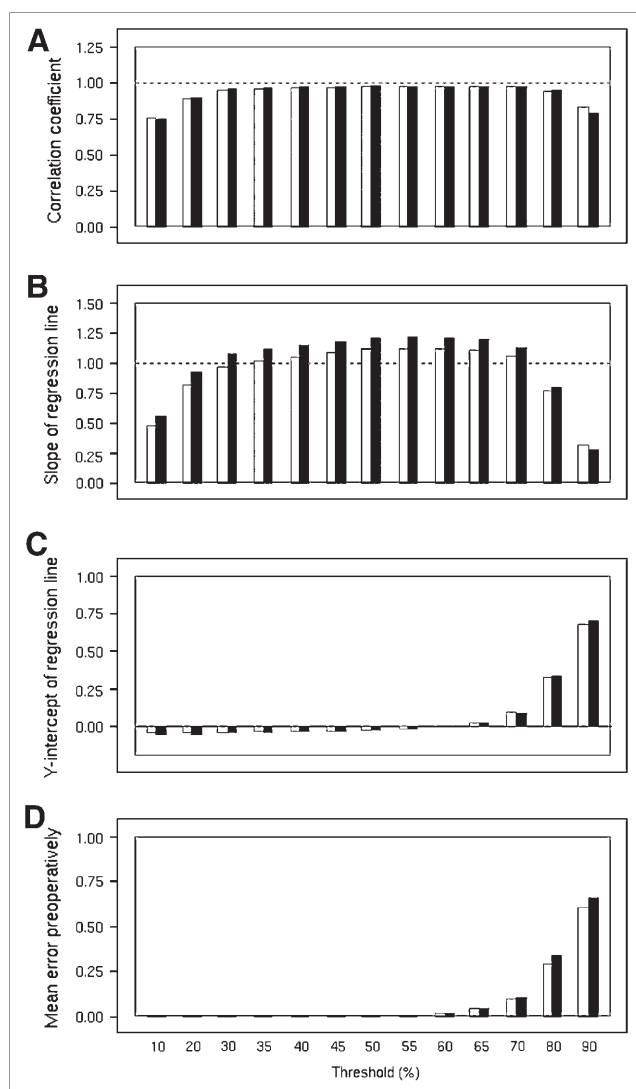 A
Correlation coefficient
1.25
1.00
0.75
0.50
0.25
0.00
B
Slope of regression line
1.50
1.25
1.00
0.75
0.50
0.25
0.00
C
Y-intercept of regression line
1.00
0.75
0.50
0.25
0.00
D
Mean error preoperatively
1.00
0.75
0.50
0.25
0.00
10 20 30 35 40 45 50 55 60 65 70 80 90
Threshold (%)